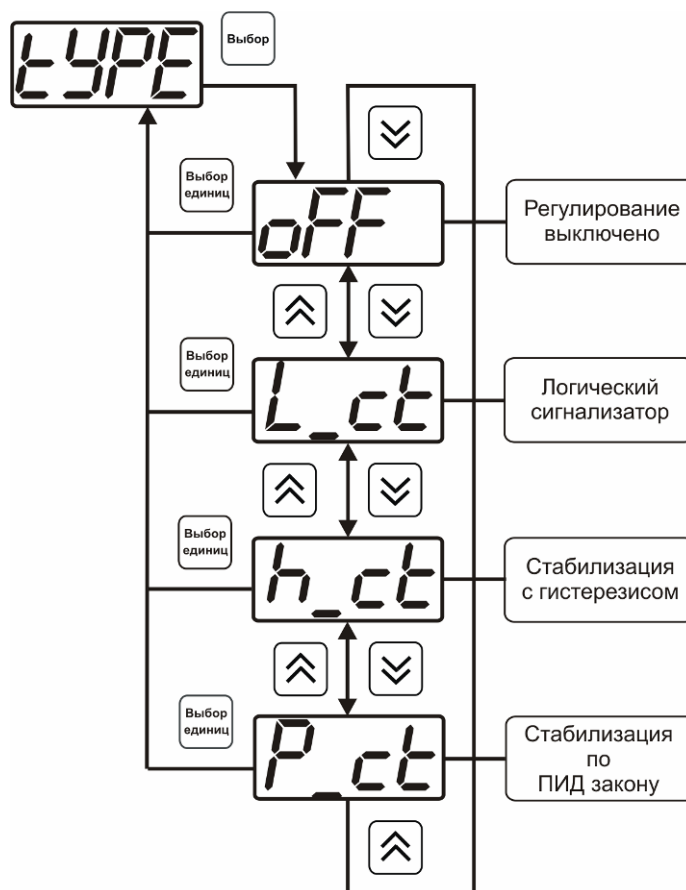 tYPE
Выбор
Выбор
единиц
oFF
Регулирование
выключено
Выбор
единиц
L_ct
Логический
сигнализатор
Выбор
единиц
h_ct
Стабилизация
с гистерезисом
Выбор
единиц
P_ct
Стабилизация
по
ПИД закону